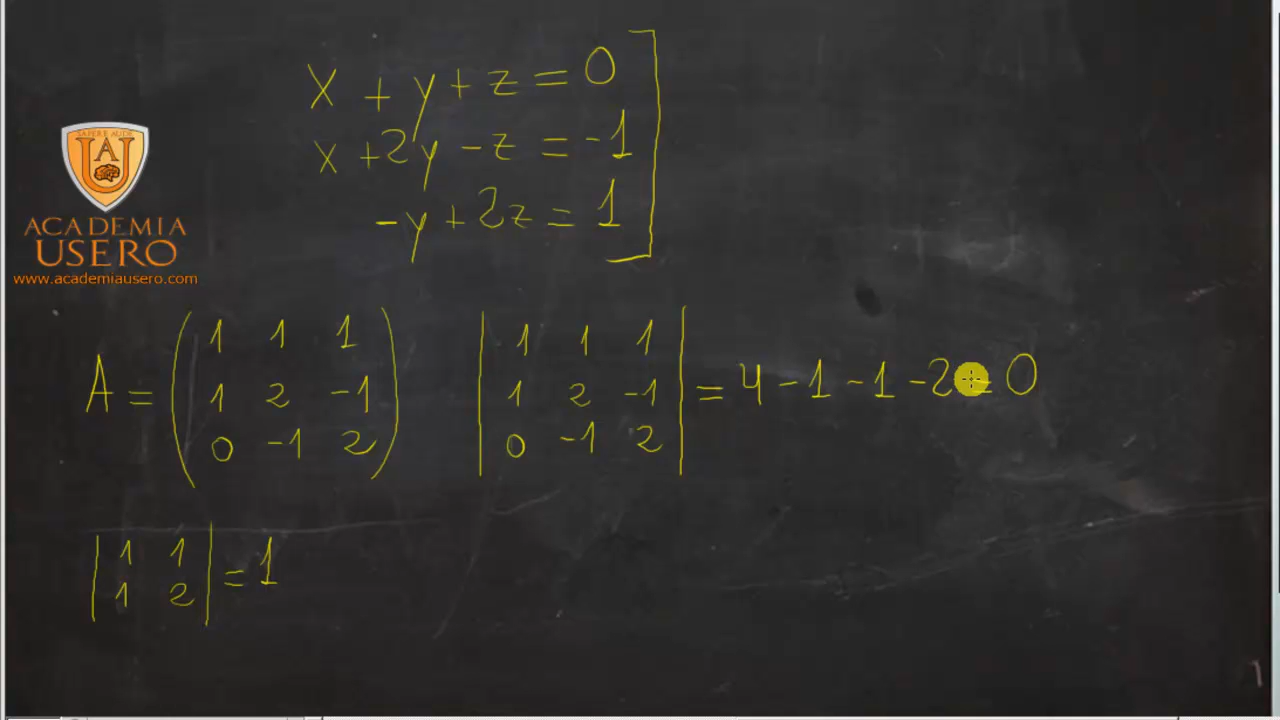 x + y + z = 0
x + 2y - z = -1
-y + 2z = 1
SAPERE AUDE
UA
ACADEMIA
USERO
www.academiausero.com
A = ( 1 1 1 | 1 1 1 |
1 2 -1 | 1 2 -1 | = 4 - 1 - 1 - 2 = 0
0 -1 2 ) | 0 -1 2 |
| 1 1 |
| 1 2 | = 1
1